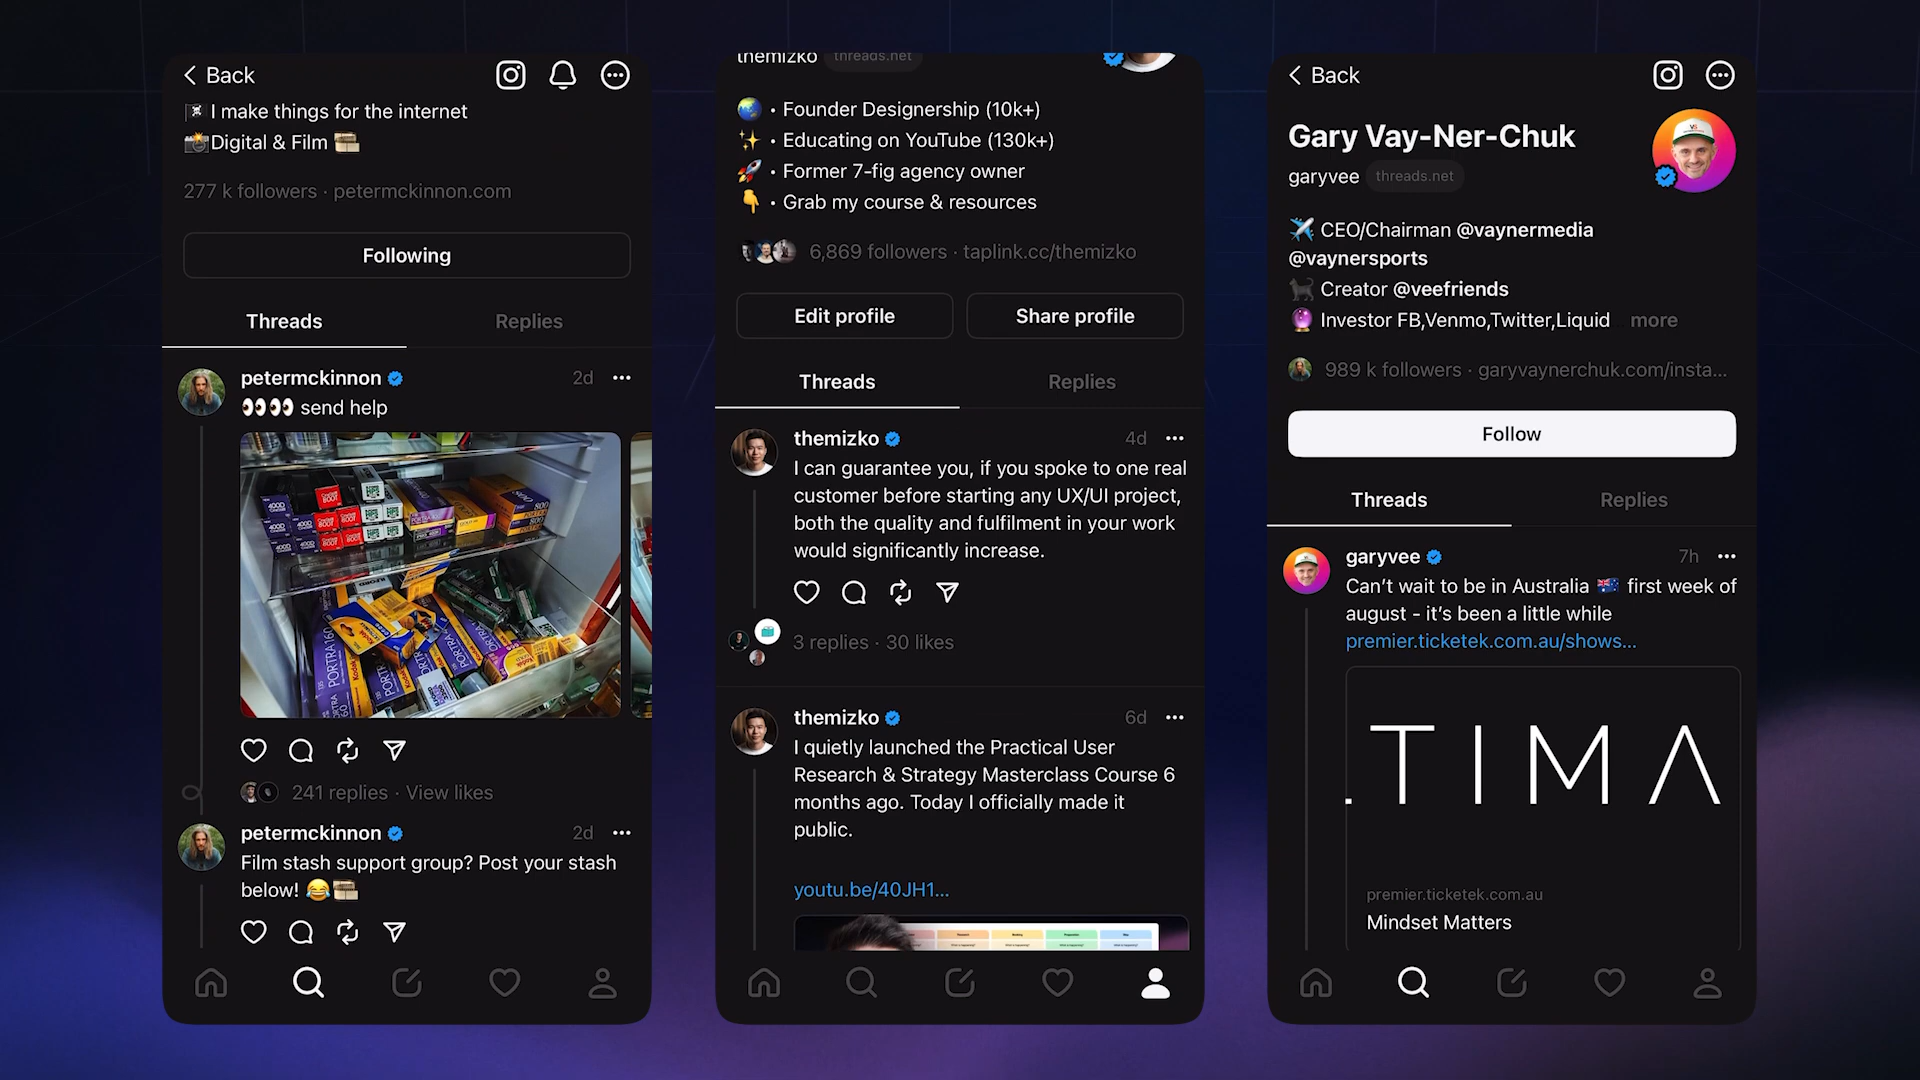 Back
I make things for the internet
Digital & Film
277 k followers · petermckinnon.com
Following
Threads
Replies
petermckinnon
2d
send help
400D
800
PORTRA 160
PORTRA
Kodak
241 replies · View likes
petermckinnon
2d
Film stash support group? Post your stash
below!
themizko
threads.net
• Founder Designership (10k+)
• Educating on YouTube (130k+)
• Former 7-fig agency owner
• Grab my course & resources
6,869 followers · taplink.cc/themizko
Edit profile
Share profile
Threads
Replies
themizko
4d
I can guarantee you, if you spoke to one real
customer before starting any UX/UI project,
both the quality and fulfilment in your work
would significantly increase.
3 replies · 30 likes
themizko
6d
I quietly launched the Practical User
Research & Strategy Masterclass Course 6
months ago. Today I officially made it
public.
youtu.be/40JH1...
Back
Gary Vay-Ner-Chuk
garyvee
threads.net
CEO/Chairman @vaynermedia
@vaynersports
Creator @veefriends
Investor FB,Venmo,Twitter,Liquid more
989 k followers · garyvaynerchuk.com/insta...
Follow
Threads
Replies
garyvee
7h
Can’t wait to be in Australia first week of
august - it’s been a little while
premier.ticketek.com.au/shows...
.TIMA
premier.ticketek.com.au
Mindset Matters